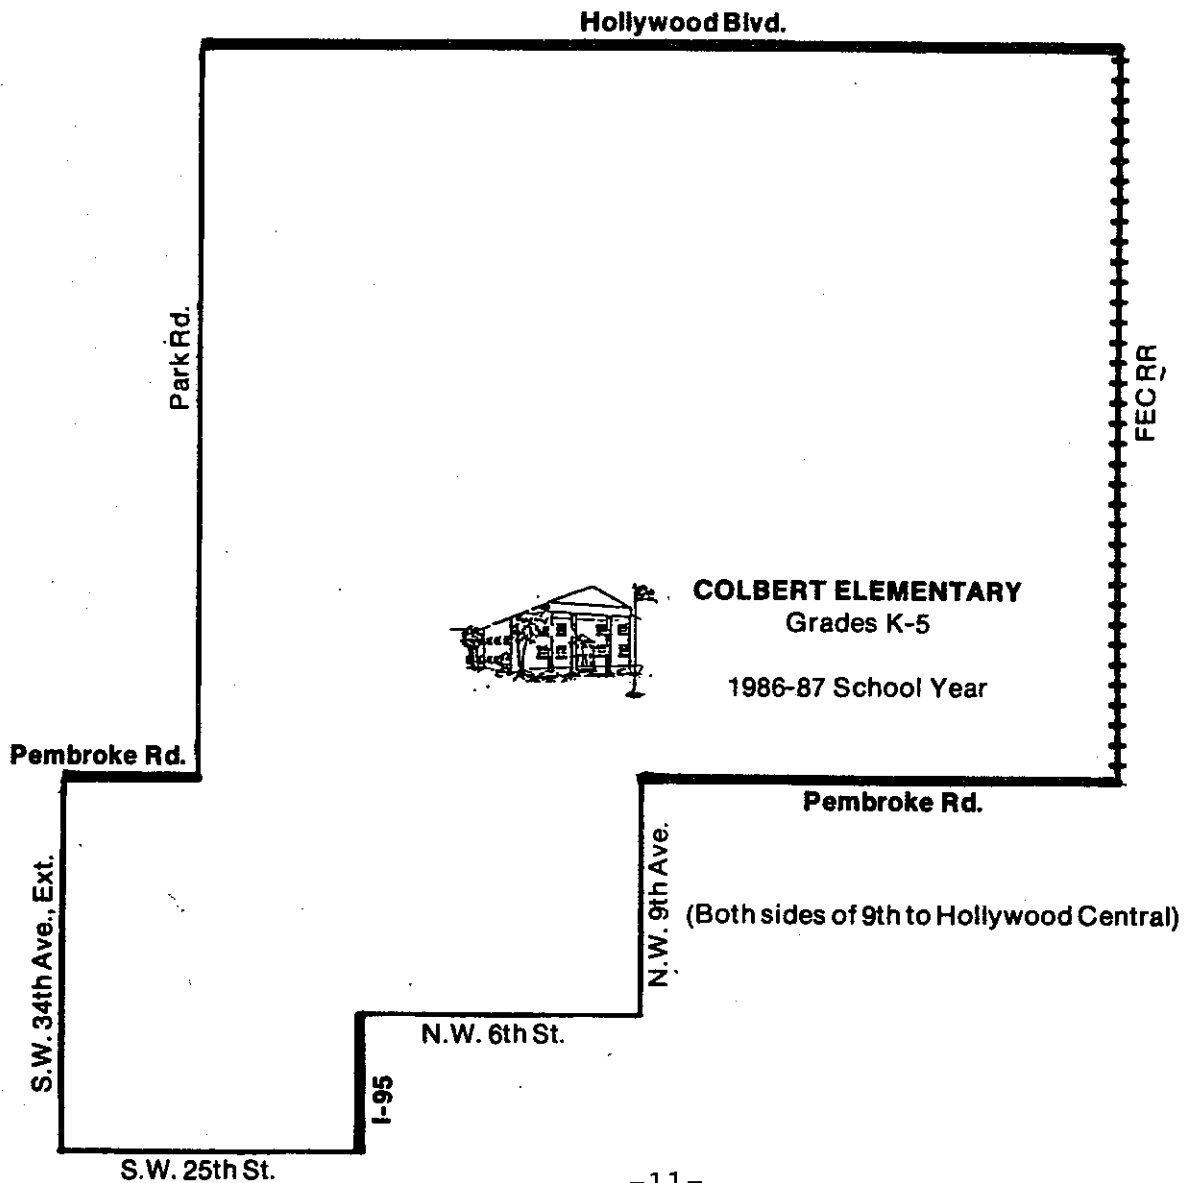 Hollywood Blvd.
Park Rd.
FEC RR
COLBERT ELEMENTARY
Grades K-5
1986-87 School Year
Pembroke Rd.
Pembroke Rd.
S.W. 34th Ave., Ext.
N.W. 9th Ave.
(Both sides of 9th to Hollywood Central)
N.W. 6th St.
I-95
S.W. 25th St.
-11-